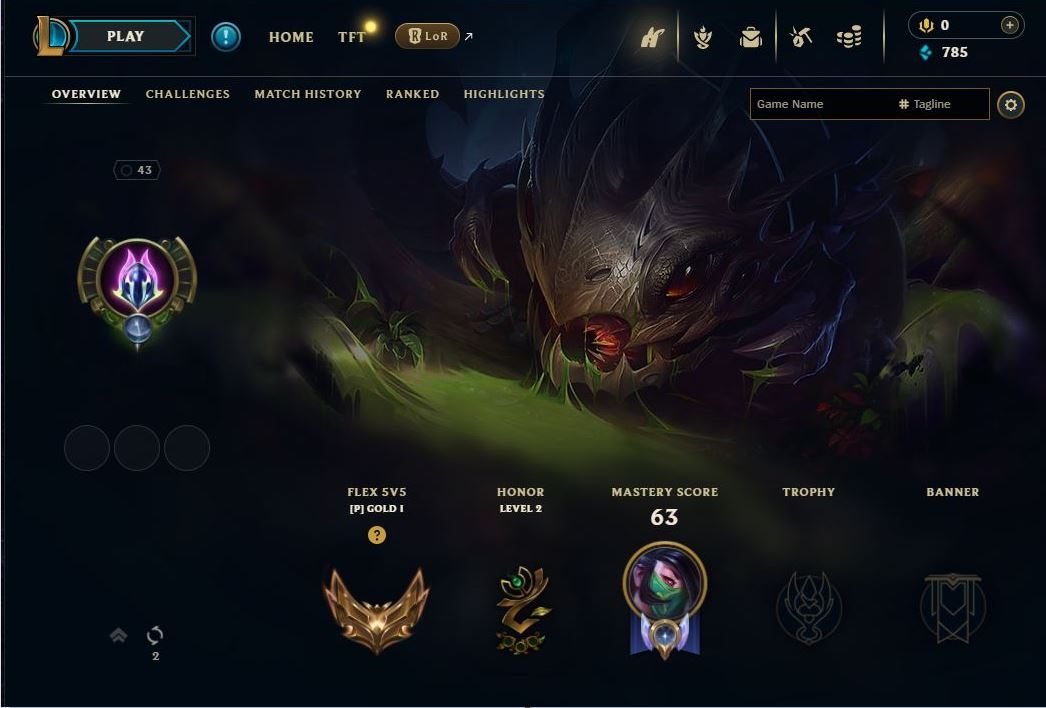 PLAY
HOME
TFT
LoR
0
785
OVERVIEW
CHALLENGES
MATCH HISTORY
RANKED
HIGHLIGHTS
Game Name
# Tagline
43
FLEX 5V5
[P] GOLD I
?
HONOR
LEVEL 2
MASTERY SCORE
63
TROPHY
BANNER
2